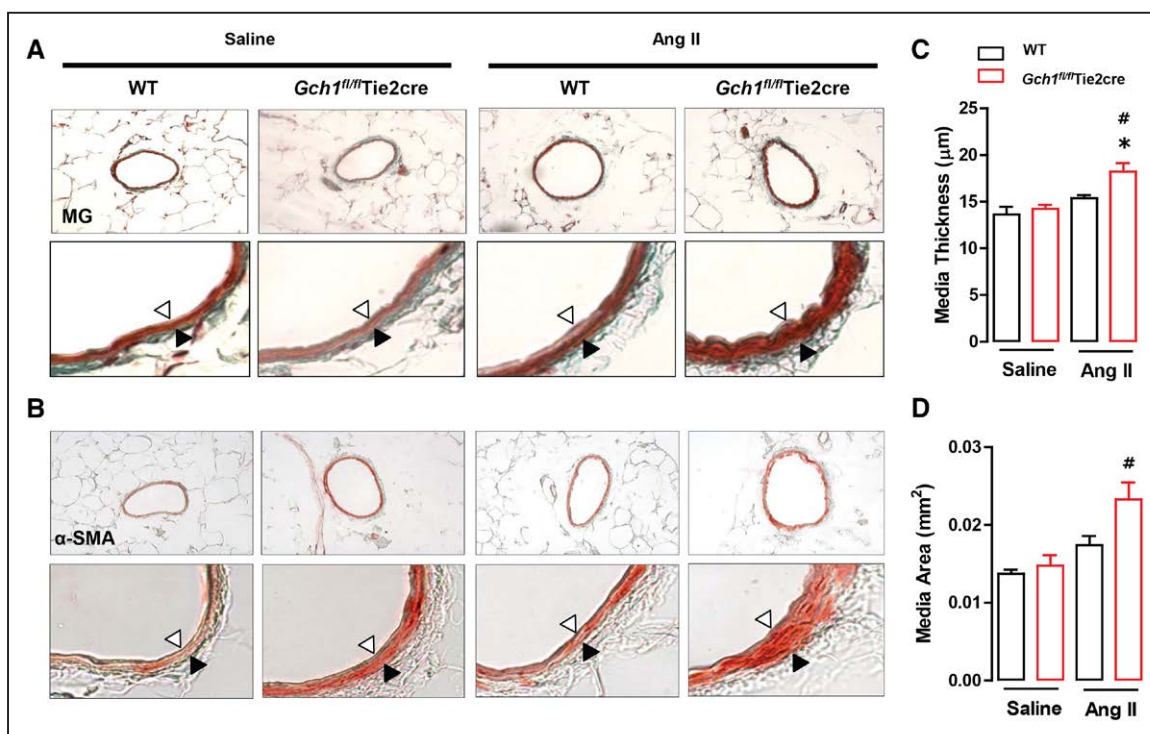 A
Saline
Ang II
WT
Gch1fl/flTie2cre
WT
Gch1fl/flTie2cre
MG
B
α-SMA
C
WT
Gch1fl/flTie2cre
Media Thickness (μm)
25
20
15
10
5
0
#
*
Saline
Ang II
D
Media Area (mm²)
0.03
0.02
0.01
0.00
#
Saline
Ang II